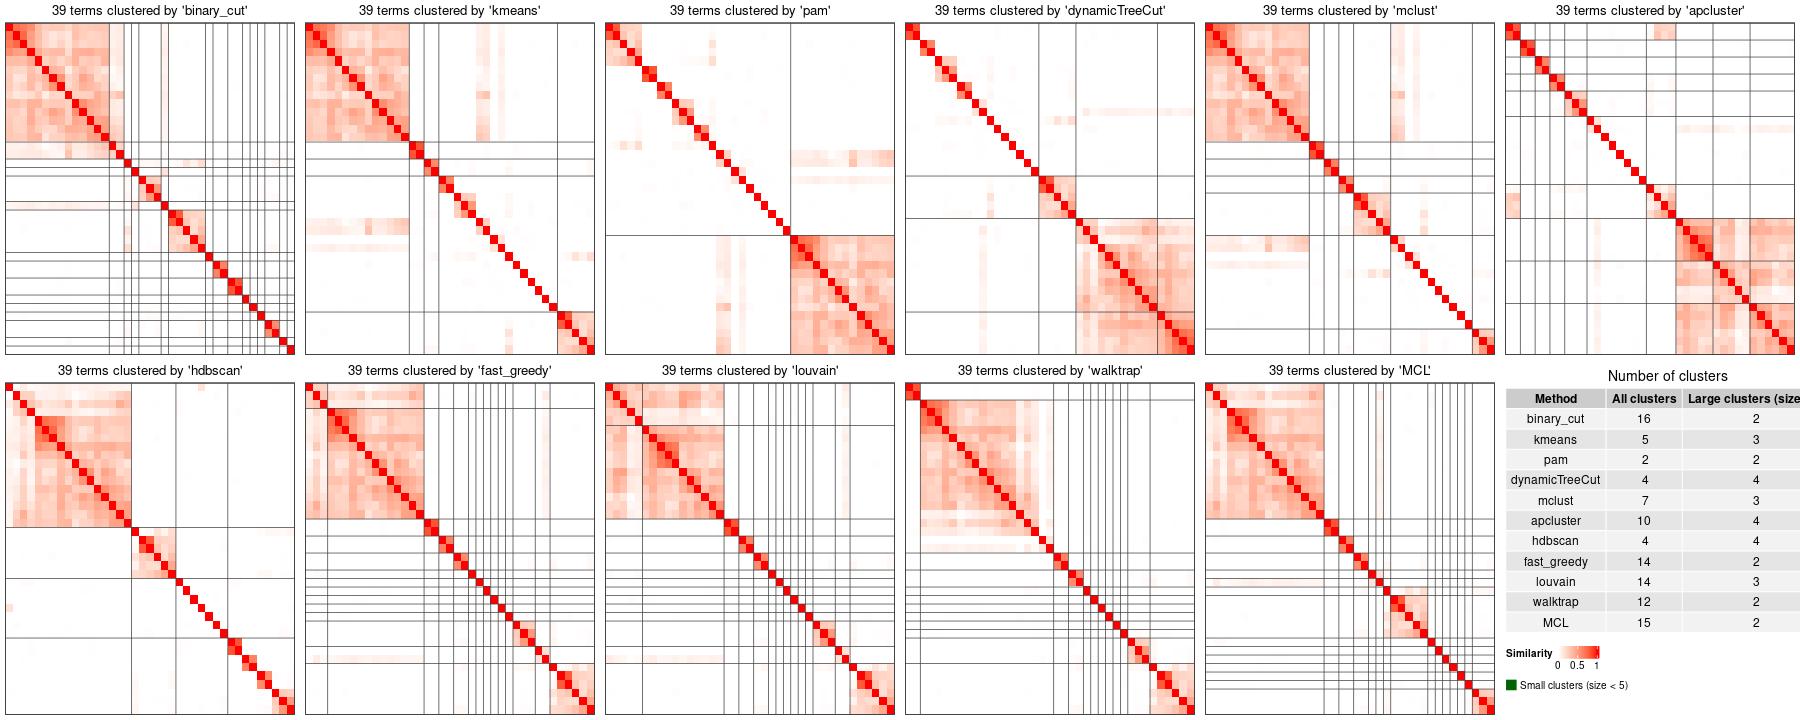 39 terms clustered by 'binary_cut'
39 terms clustered by 'kmeans'
39 terms clustered by 'pam'
39 terms clustered by 'dynamicTreeCut'
39 terms clustered by 'mclust'
39 terms clustered by 'apcluster'
39 terms clustered by 'hdbscan'
39 terms clustered by 'fast_greedy'
39 terms clustered by 'louvain'
39 terms clustered by 'walktrap'
39 terms clustered by 'MCL'
Number of clusters
Method All clusters Large clusters (size
binary_cut 16 2
kmeans 5 3
pam 2 2
dynamicTreeCut 4 4
mclust 7 3
apcluster 10 4
hdbscan 4 4
fast_greedy 14 2
louvain 14 3
walktrap 12 2
MCL 15 2
Similarity
0 0.5 1
Small clusters (size < 5)